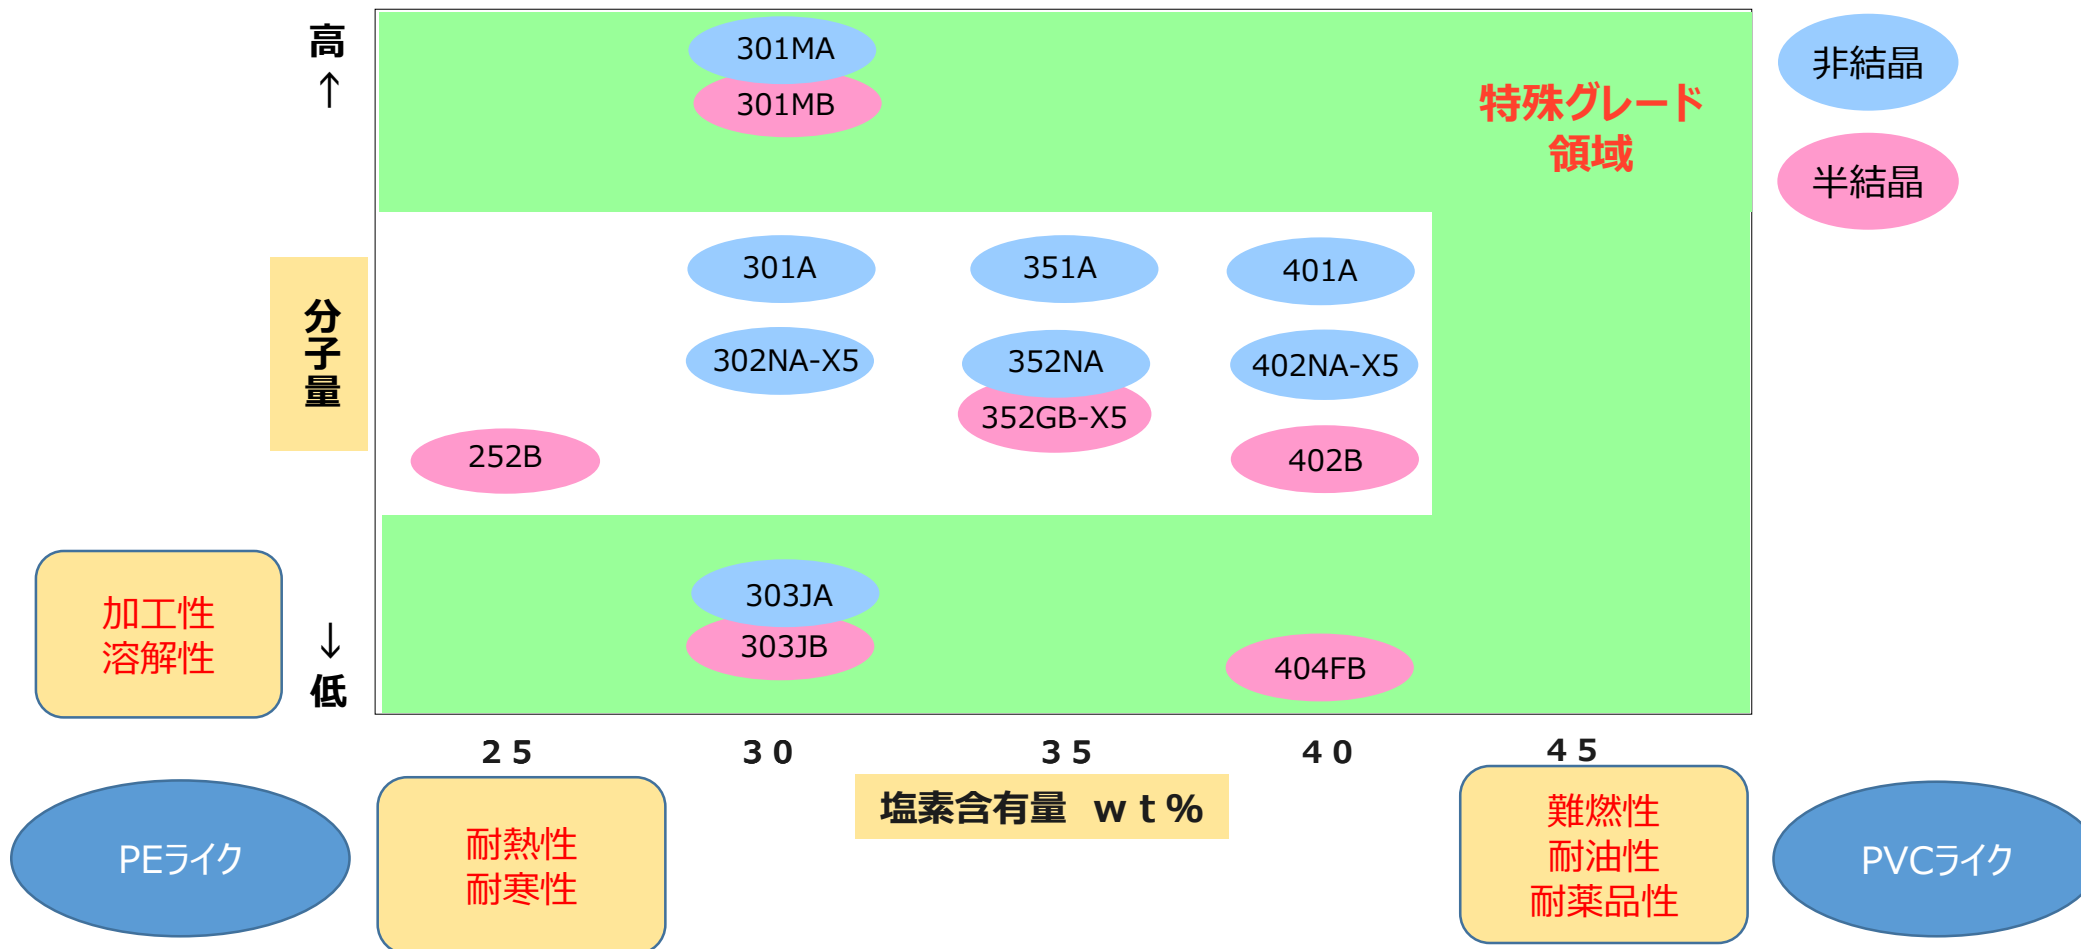 高
↑
301MA
301MB
特殊グレード
領域
非結晶
半結晶
分子量
301A
351A
401A
302NA-X5
352NA
402NA-X5
352GB-X5
252B
402B
加工性
溶解性
↓
低
303JA
303JB
404FB
25
30
35
40
45
塩素含有量 wt%
PEライク
耐熱性
耐寒性
難燃性
耐油性
耐薬品性
PVCライク